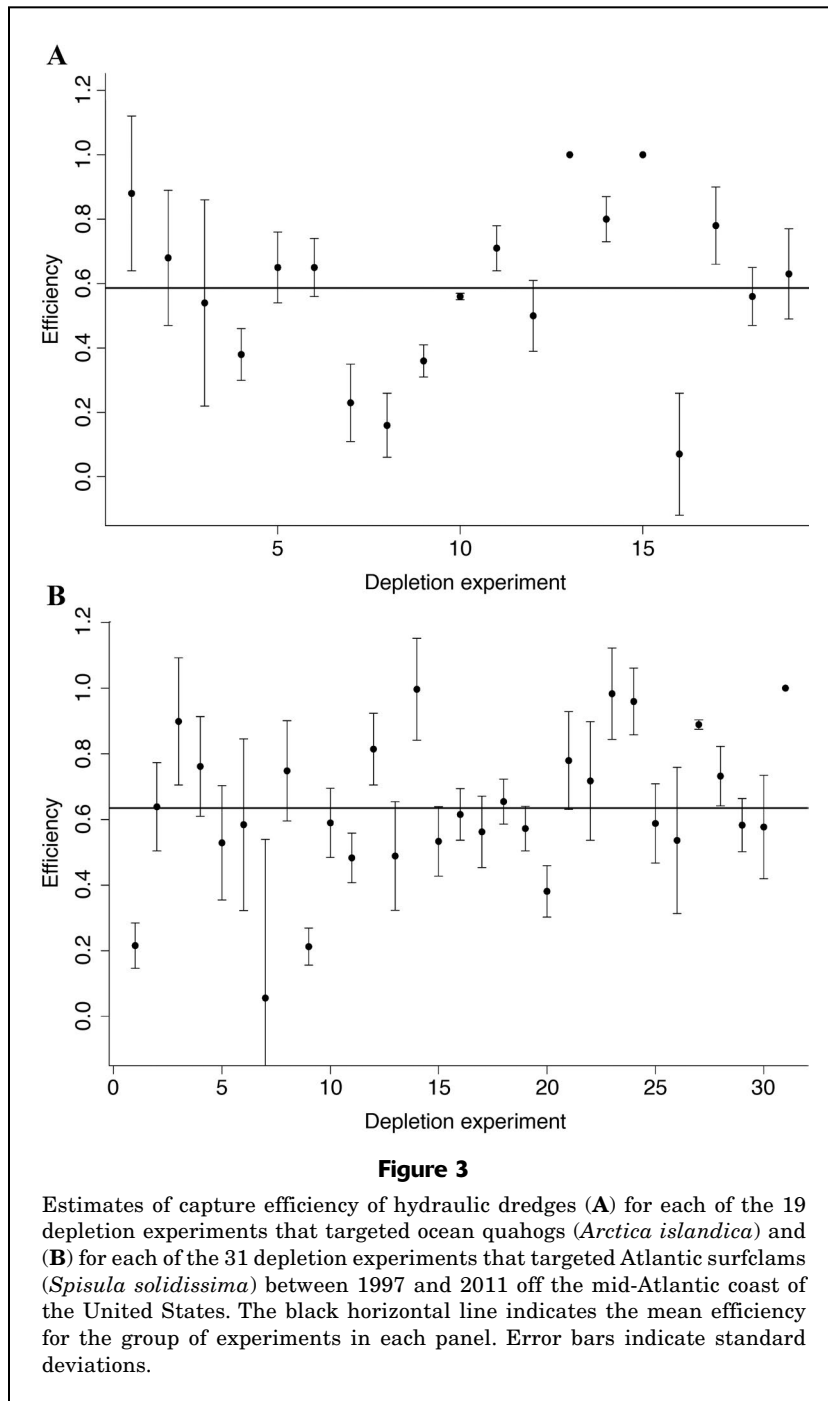 A
1.2
1.0
0.8
0.6
0.4
0.2
0.0
Efficiency
5 10 15
Depletion experiment
B
1.2
1.0
0.8
0.6
0.4
0.2
0.0
Efficiency
0 5 10 15 20 25 30
Depletion experiment
Figure 3
Estimates of capture efficiency of hydraulic dredges (A) for each of the 19
depletion experiments that targeted ocean quahogs (Arctica islandica) and
(B) for each of the 31 depletion experiments that targeted Atlantic surfclams
(Spisula solidissima) between 1997 and 2011 off the mid-Atlantic coast of
the United States. The black horizontal line indicates the mean efficiency
for the group of experiments in each panel. Error bars indicate standard
deviations.